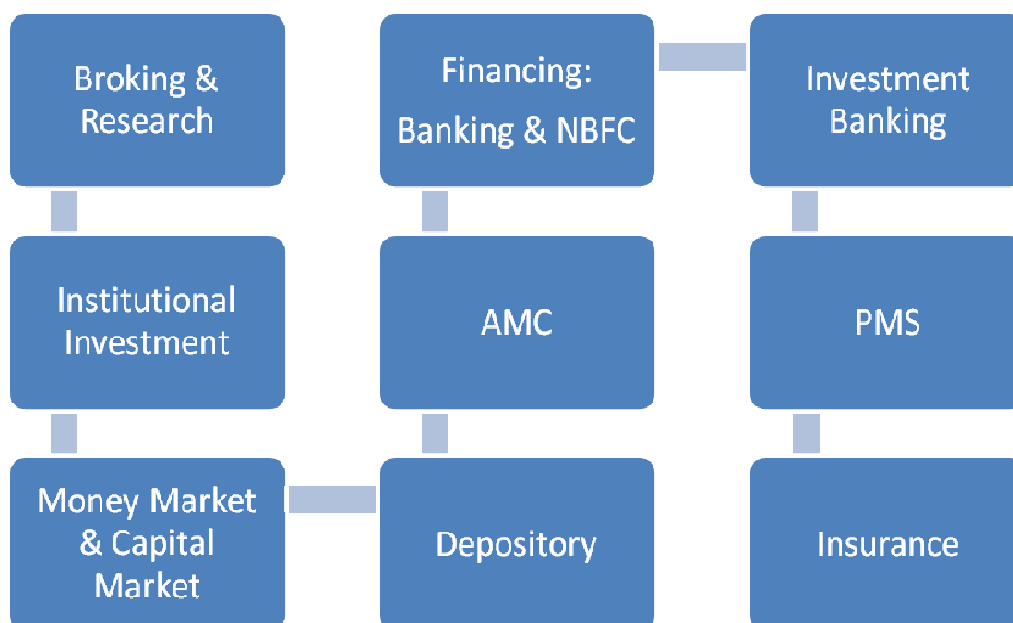 Broking &
Research
Institutional
Investment
Money Market
& Capital
Market
Depository
AMC
Financing:
Banking & NBFC
Investment
Banking
PMS
Insurance